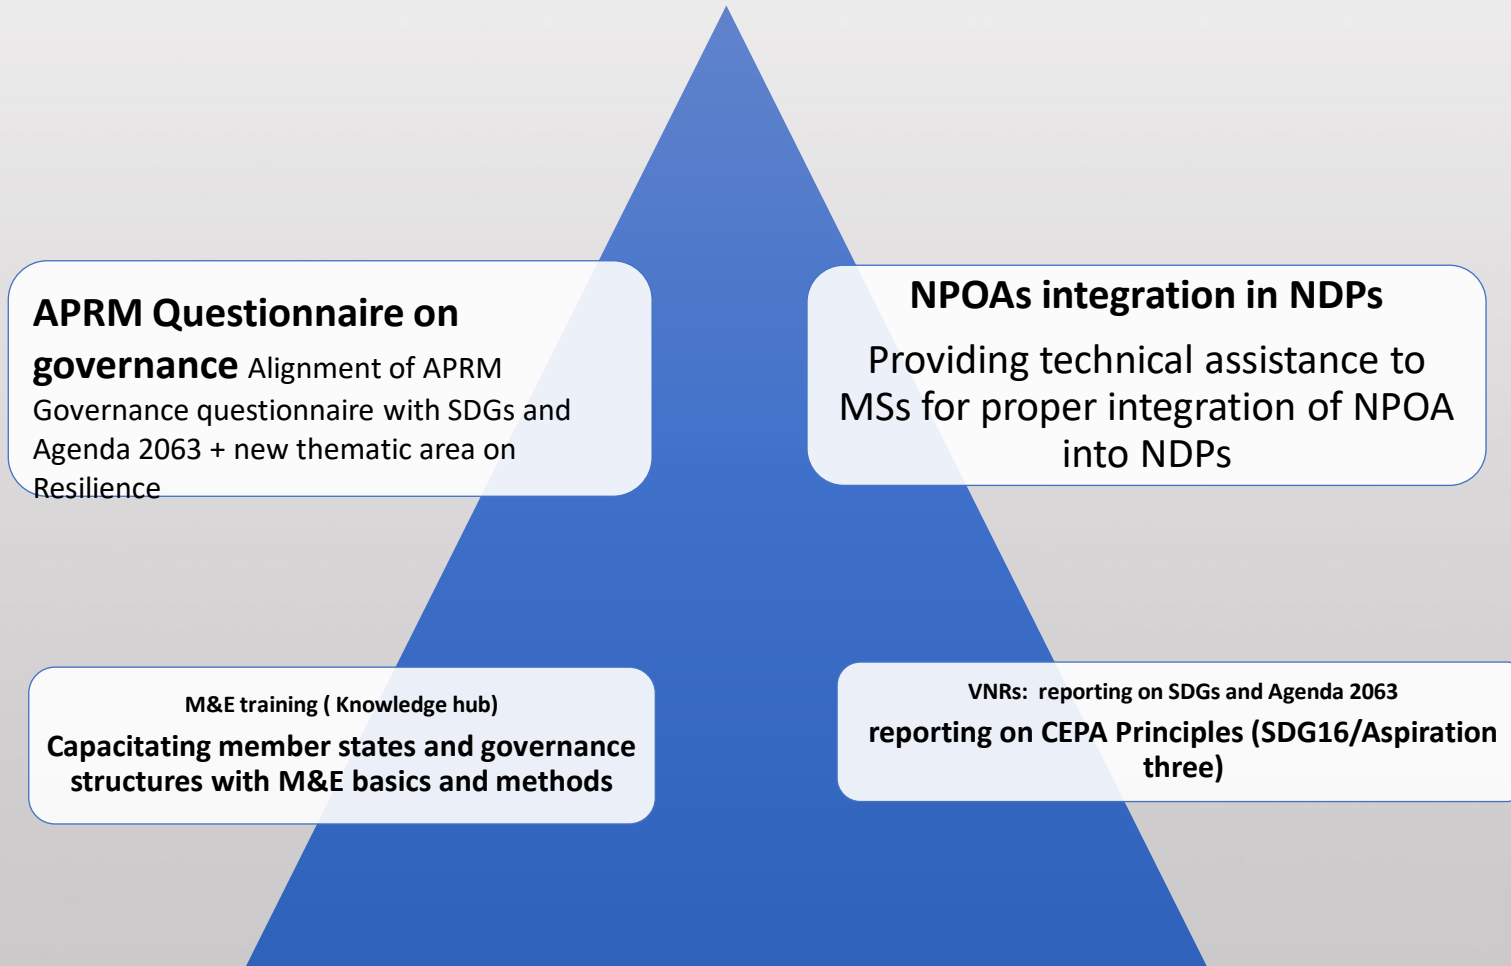 APRM Questionnaire on
governance Alignment of APRM
Governance questionnaire with SDGs and
Agenda 2063 + new thematic area on
Resilience
NPOAs integration in NDPs
Providing technical assistance to
MSs for proper integration of NPOA
into NDPs
M&E training ( Knowledge hub)
Capacitating member states and governance
structures with M&E basics and methods
VNRs:  reporting on SDGs and Agenda 2063
reporting on CEPA Principles (SDG16/Aspiration
three)